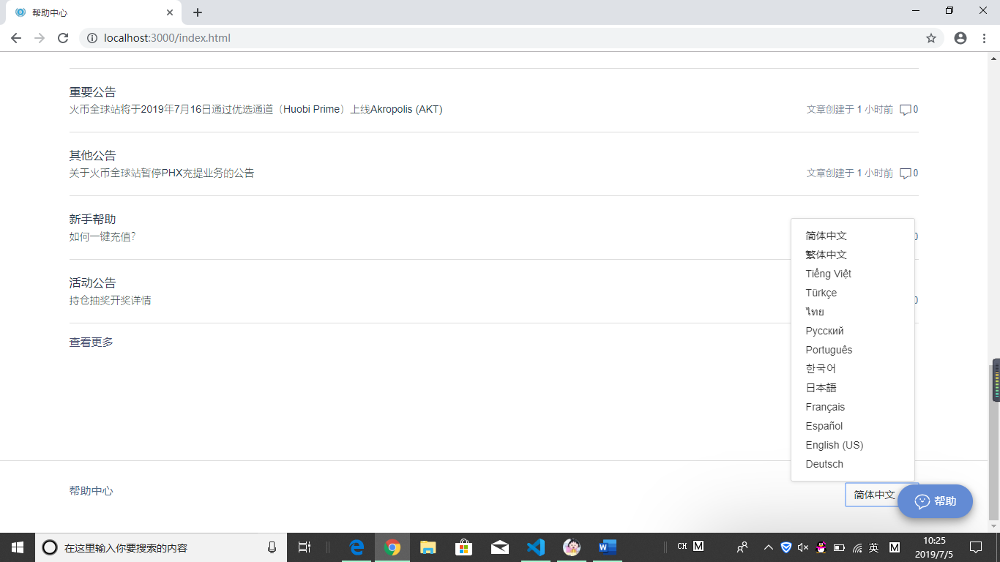 帮助中心
localhost:3000/index.html
重要公告
火币全球站将于2019年7月16日通过优选通道（Huobi Prime）上线Akropolis (AKT)
文章创建于 1 小时前 0
其他公告
关于火币全球站暂停PHX充提业务的公告
文章创建于 1 小时前 0
新手帮助
如何一键充值?
0
活动公告
持仓抽奖开奖详情
0
查看更多
简体中文
繁体中文
Tiếng Việt
Türkçe
ไทย
Русский
Português
한국어
日本語
Français
Español
English (US)
Deutsch
帮助中心
简体中文
帮助
在这里输入你要搜索的内容
CH M
英 M
10:25
2019/7/5